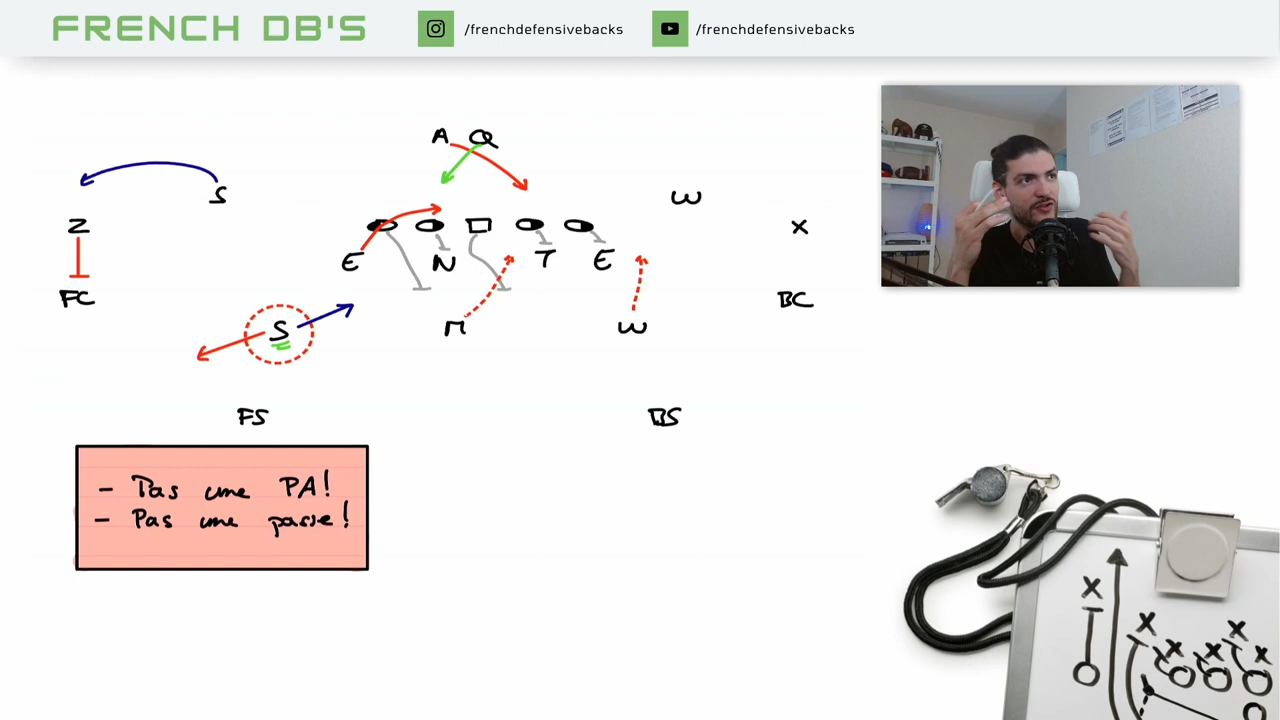 FRENCH DB'S
/frenchdefensivebacks
/frenchdefensivebacks
A Q
S
W
Z
X
E N T E
FC
BC
S
M
W
FS
BS
- Pas une PA!
- Pas une passe!
X
X
X
X
X
X